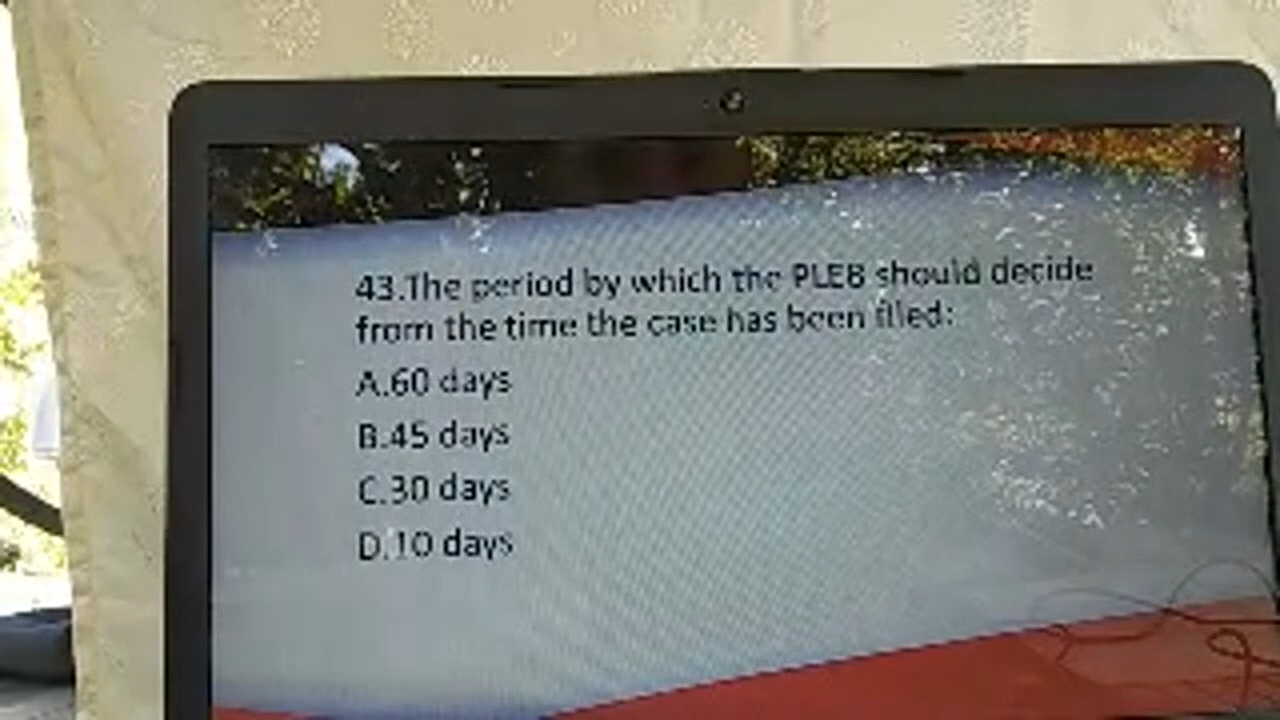 43.The period by which the PLEB should decide
from the time the case has been filed:
A.60 days
B.45 days
C.30 days
D.10 days